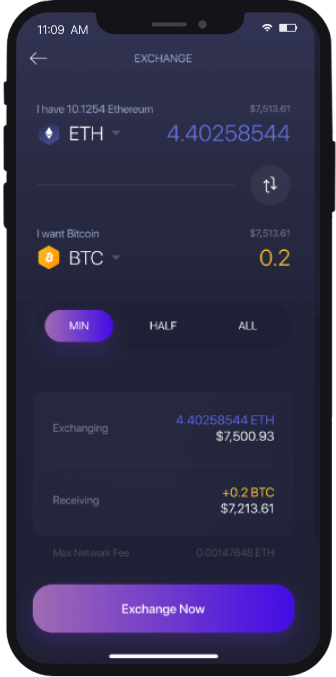 11:09 AM
EXCHANGE
I have 10.1254 Ethereum $7,513.61
ETH 4.40258544
I want Bitcoin $7,513.61
BTC 0.2
MIN HALF ALL
4.40258544 ETH
Exchanging
$7,500.93
+0.2 BTC
Receiving
$7,213.61
Max Network Fee 0.00147648 ETH
Exchange Now